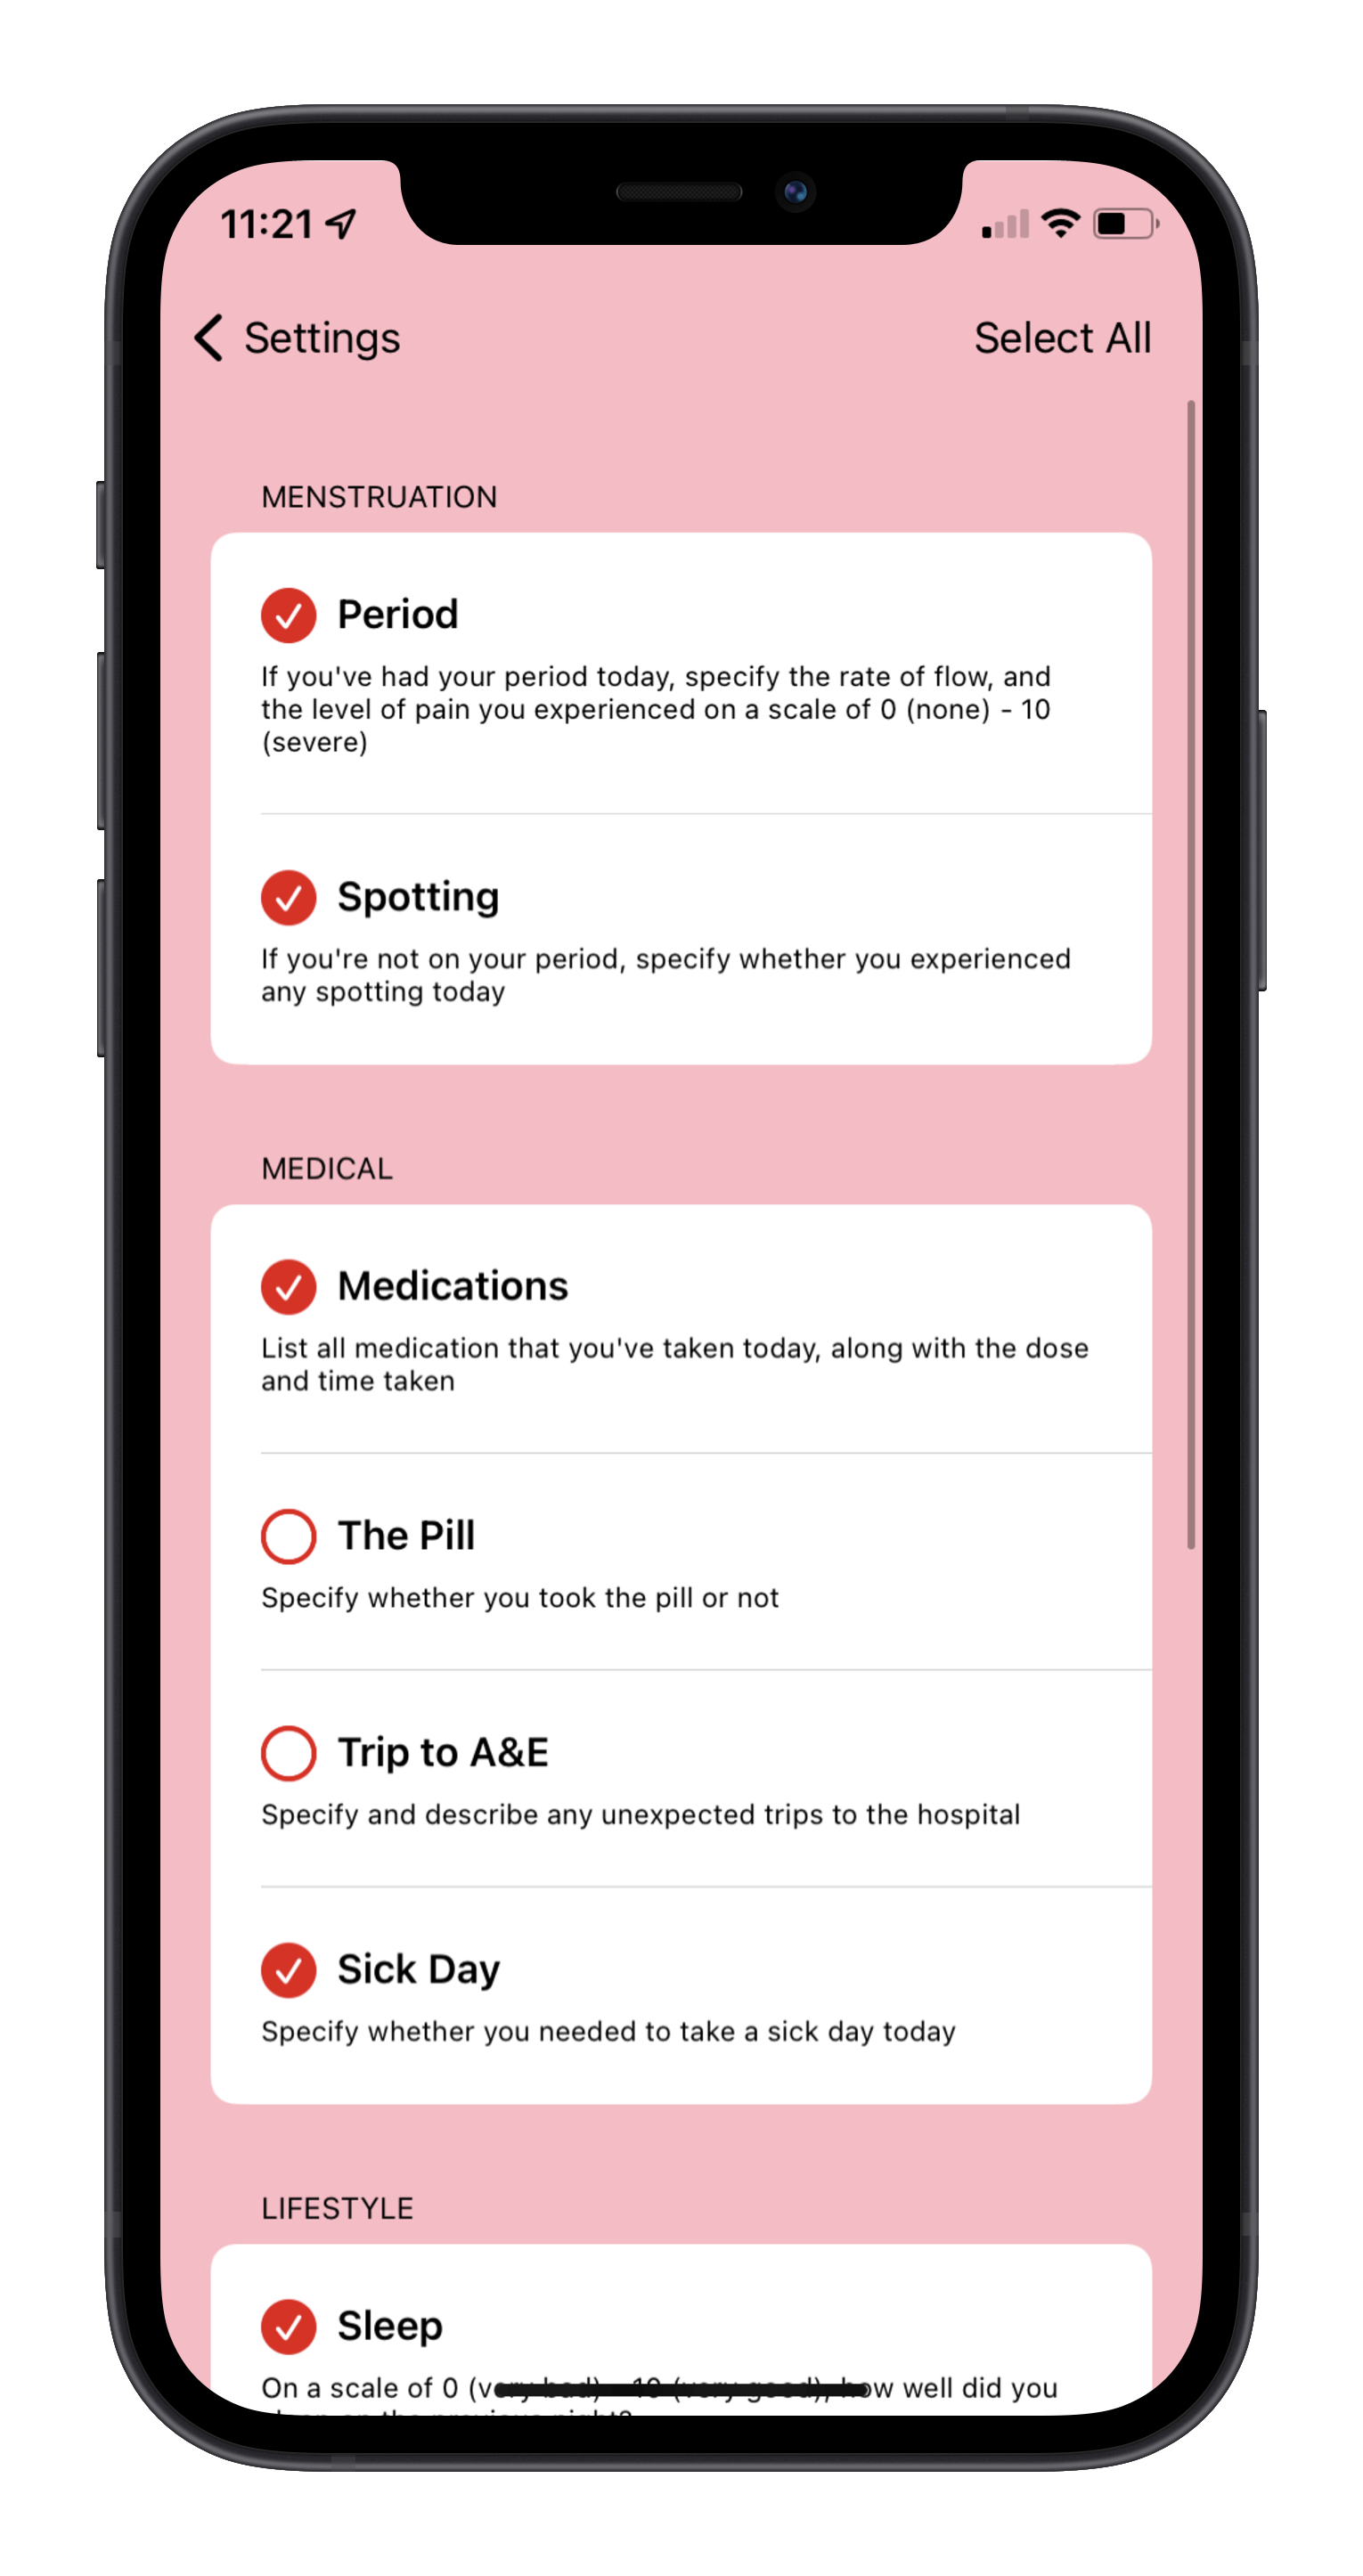 11:21
Settings
Select All
MENSTRUATION
Period
If you've had your period today, specify the rate of flow, and
the level of pain you experienced on a scale of 0 (none) - 10
(severe)
Spotting
If you're not on your period, specify whether you experienced
any spotting today
MEDICAL
Medications
List all medication that you've taken today, along with the dose
and time taken
The Pill
Specify whether you took the pill or not
Trip to A&E
Specify and describe any unexpected trips to the hospital
Sick Day
Specify whether you needed to take a sick day today
LIFESTYLE
Sleep
On a scale of 0 (very bad) - 10 (very good), how well did you